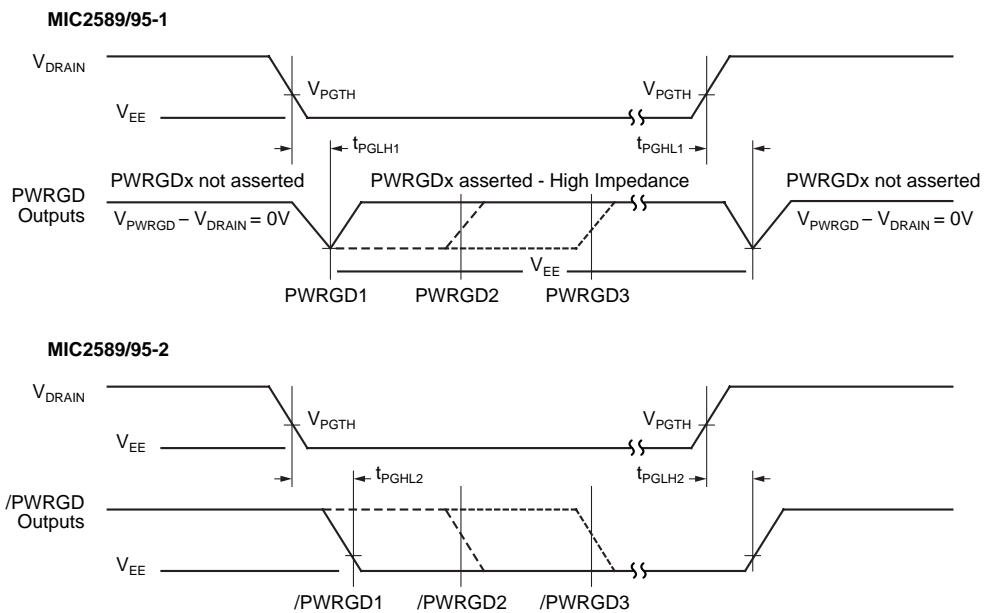 MIC2589/95-1
VDRAIN
VPGTH
VPGTH
VEE
tPGLH1
tPGHL1
PWRGDx not asserted
PWRGDx asserted - High Impedance
PWRGDx not asserted
PWRGD
Outputs
VPWRGD – VDRAIN = 0V
VPWRGD – VDRAIN = 0V
VEE
PWRGD1
PWRGD2
PWRGD3
MIC2589/95-2
VDRAIN
VPGTH
VPGTH
VEE
tPGHL2
tPGLH2
/PWRGD
Outputs
VEE
/PWRGD1
/PWRGD2
/PWRGD3